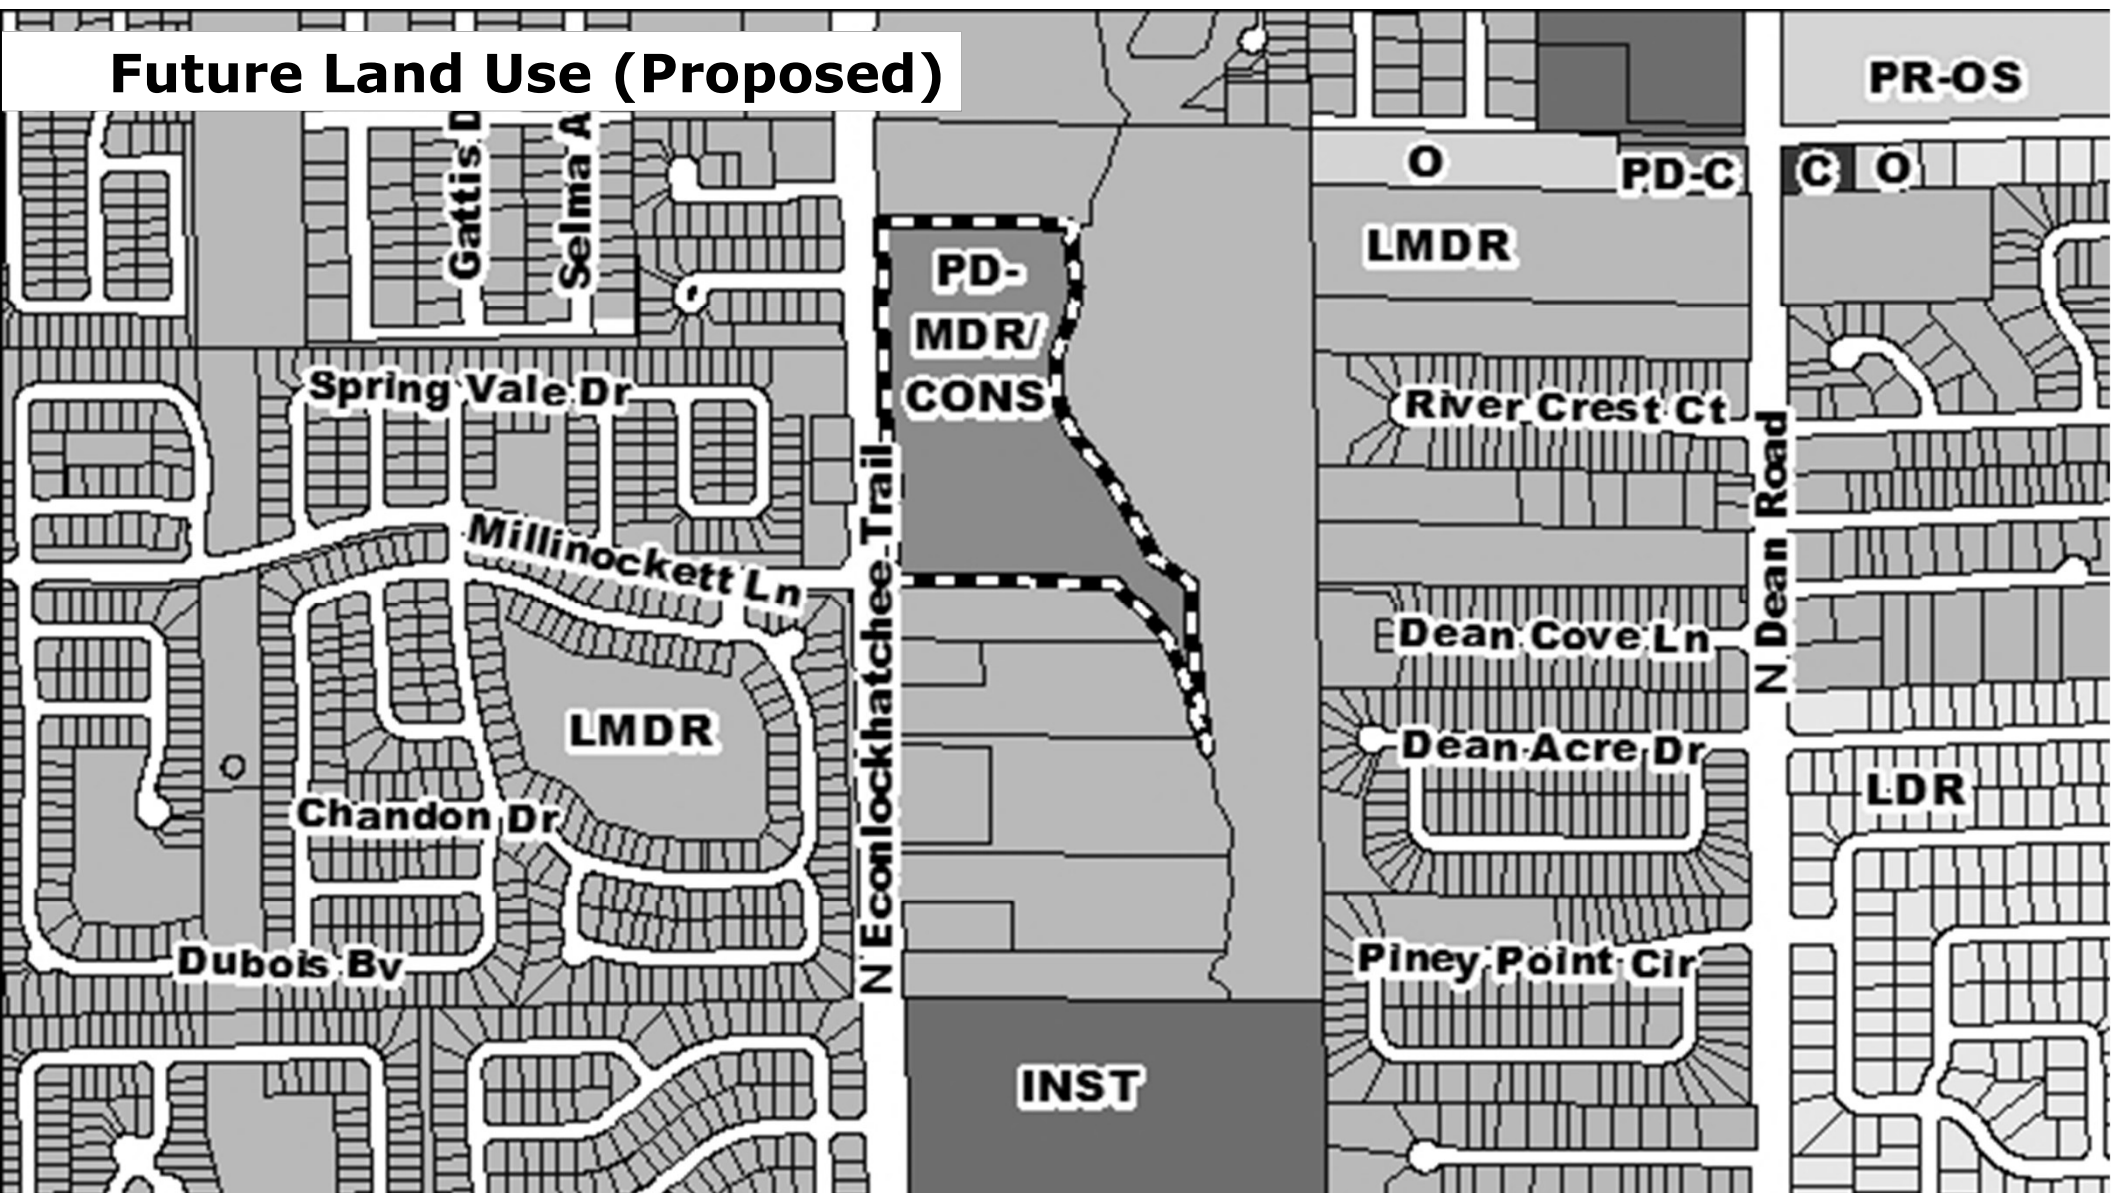 Future Land Use (Proposed)
PR-OS
Gattis D
Selma A
O
PD-C
C
O
LMDR
PD-
MDR/
CONS
Spring Vale Dr
River Crest Ct
N Econlockhatchee Trail
N Dean Road
Millinockett Ln
Dean Cove Ln
LMDR
Dean Acre Dr
LDR
Chandon Dr
Dubois Bv
Piney Point Cir
INST